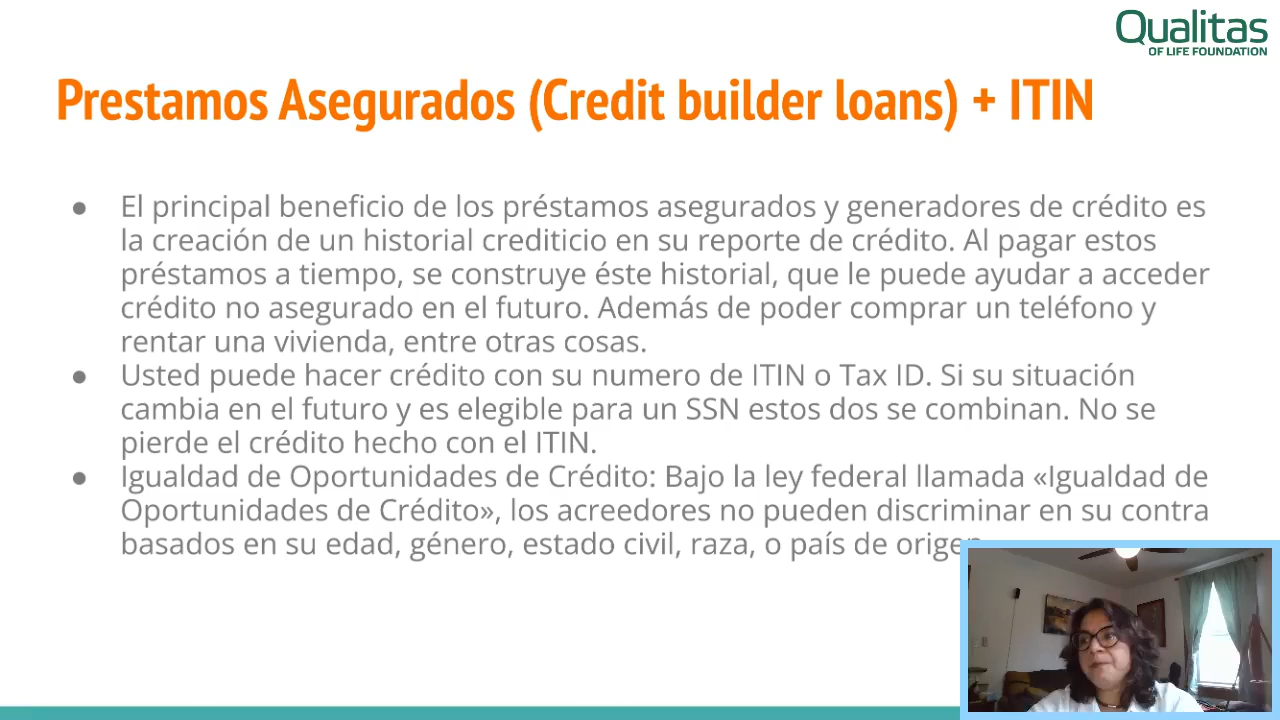 Qualitas
OF LIFE FOUNDATION
Prestamos Asegurados (Credit builder loans) + ITIN
● El principal beneficio de los préstamos asegurados y generadores de crédito es
la creación de un historial crediticio en su reporte de crédito. Al pagar estos
préstamos a tiempo, se construye éste historial, que le puede ayudar a acceder
crédito no asegurado en el futuro. Además de poder comprar un teléfono y
rentar una vivienda, entre otras cosas.
● Usted puede hacer crédito con su numero de ITIN o Tax ID. Si su situación
cambia en el futuro y es elegible para un SSN estos dos se combinan. No se
pierde el crédito hecho con el ITIN.
● Igualdad de Oportunidades de Crédito: Bajo la ley federal llamada «Igualdad de
Oportunidades de Crédito», los acreedores no pueden discriminar en su contra
basados en su edad, género, estado civil, raza, o país de origen